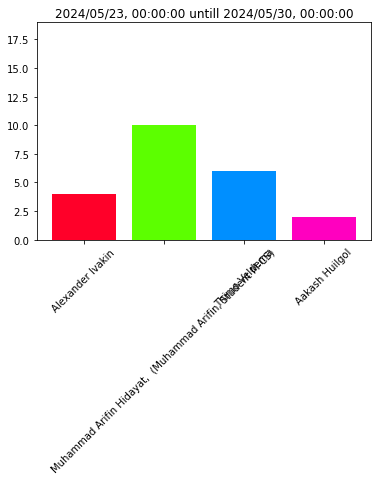 2024/05/23, 00:00:00 untill 2024/05/30, 00:00:00
17.5
15.0
12.5
10.0
7.5
5.0
2.5
0.0
Alexander Ivakin
Muhammad Arifin Hidayat, (Muhammad Arifin, Student M-CS)
Aakash Huilgol